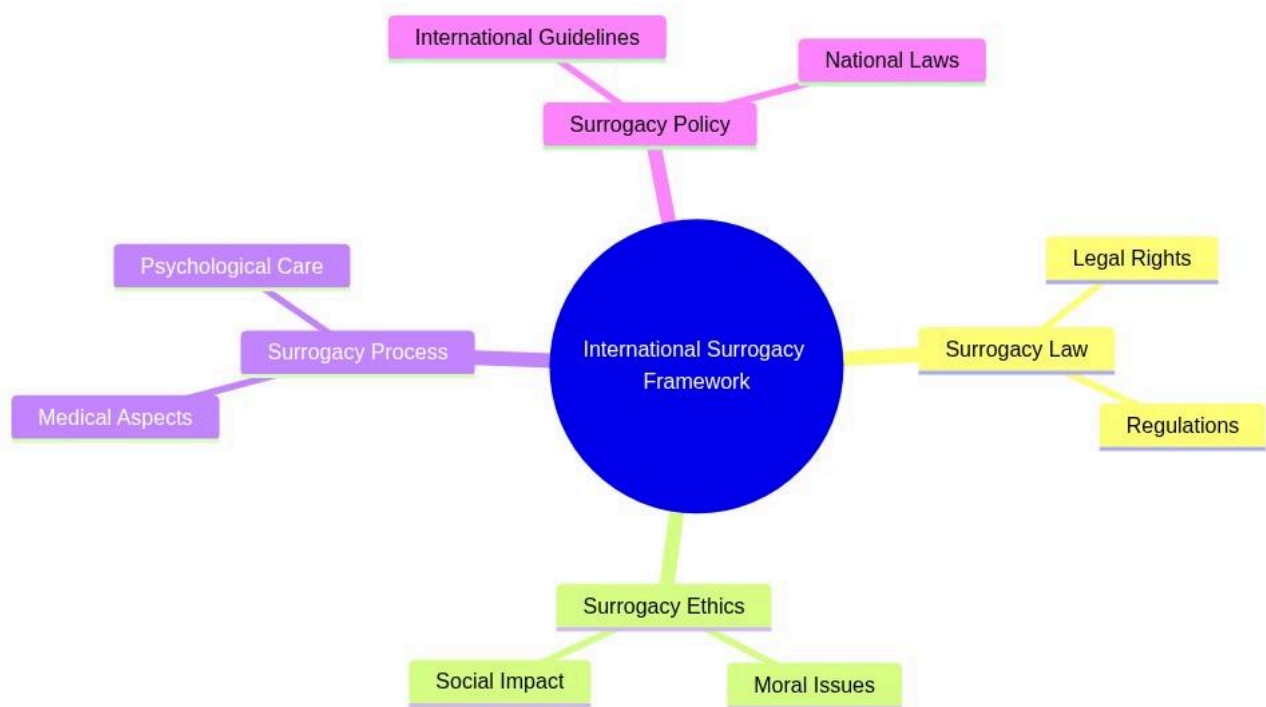 International Guidelines
National Laws
Surrogacy Policy
Psychological Care
Legal Rights
Surrogacy Process
International Surrogacy
Framework
Surrogacy Law
Medical Aspects
Regulations
Surrogacy Ethics
Social Impact
Moral Issues